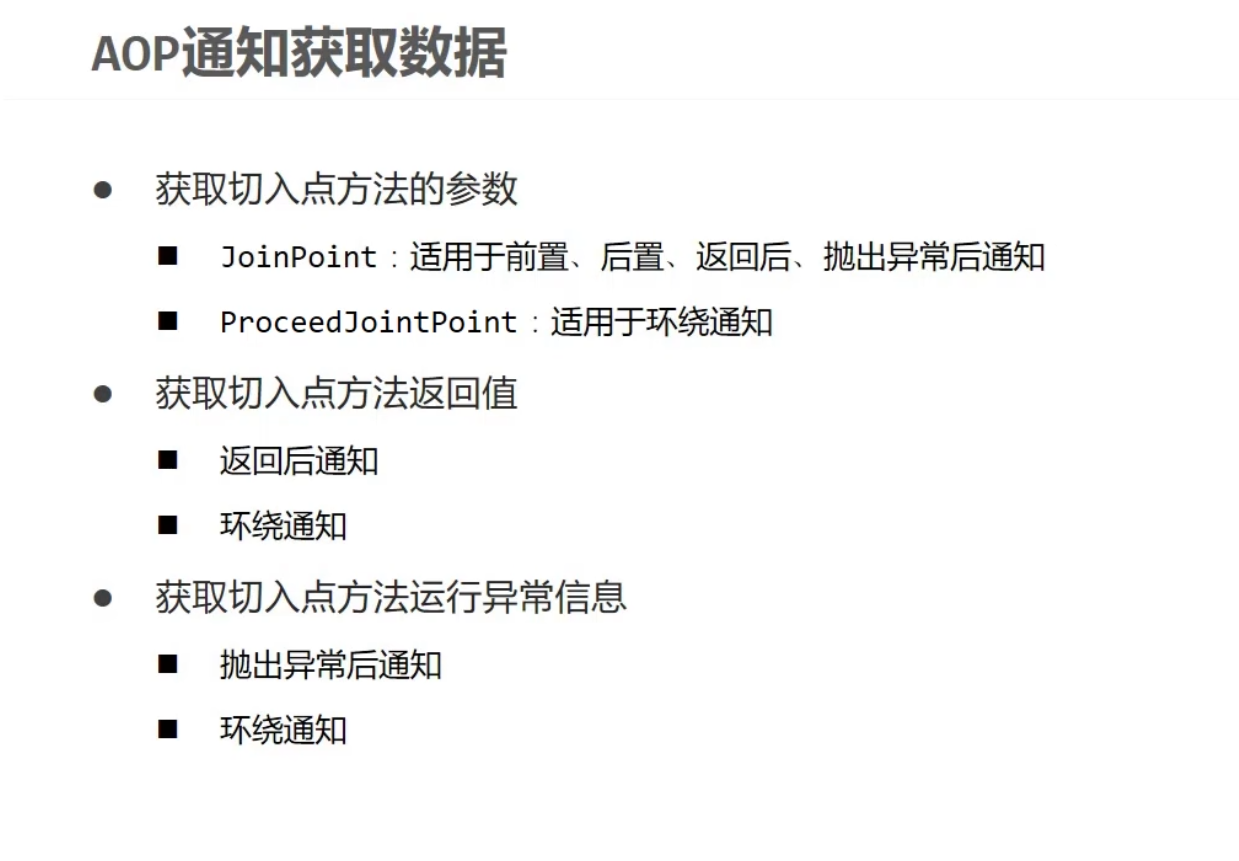 AOP通知获取数据
● 获取切入点方法的参数
■ JoinPoint：适用于前置、后置、返回后、抛出异常后通知
■ ProceedJointPoint：适用于环绕通知
● 获取切入点方法返回值
■ 返回后通知
■ 环绕通知
● 获取切入点方法运行异常信息
■ 抛出异常后通知
■ 环绕通知